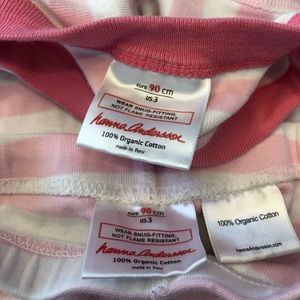 EURO 90 cm
US 3
WEAR SNUG-FITTING.
NOT FLAME RESISTANT
hanna Andersson
100% Organic Cotton
made in Peru
EURO 90 cm
US 3
WEAR SNUG-FITTING.
NOT FLAME RESISTANT
hanna Andersson
100% Organic Cotton
made in Peru
100% Organic Cotton
hannaAndersson.com